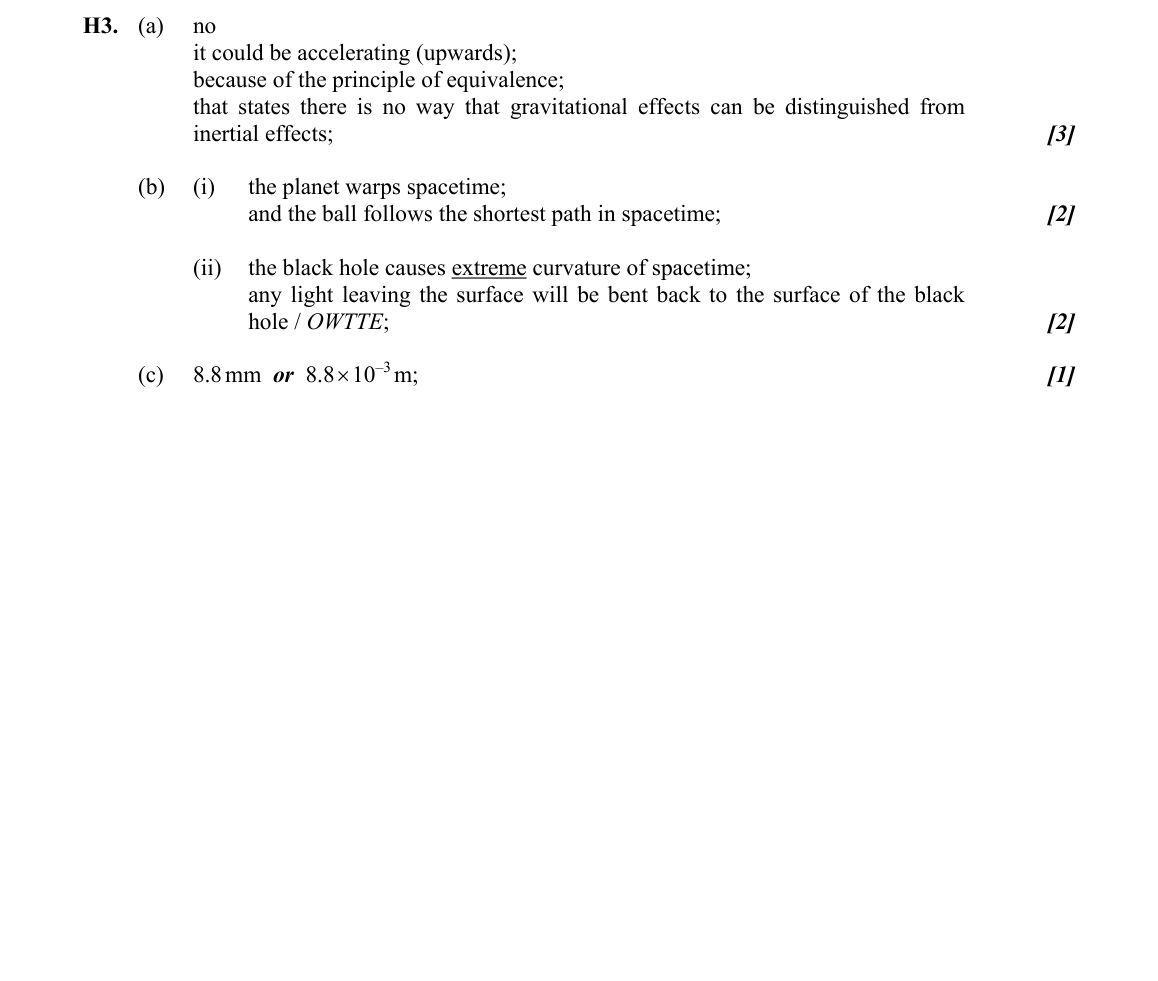 H3. (a) no
it could be accelerating (upwards);
because of the principle of equivalence;
that states there is no way that gravitational effects can be distinguished from
inertial effects; [3]
(b) (i) the planet warps spacetime;
and the ball follows the shortest path in spacetime; [2]
(ii) the black hole causes extreme curvature of spacetime;
any light leaving the surface will be bent back to the surface of the black
hole / OWTTE; [2]
(c) 8.8 mm or 8.8×10⁻³ m; [1]